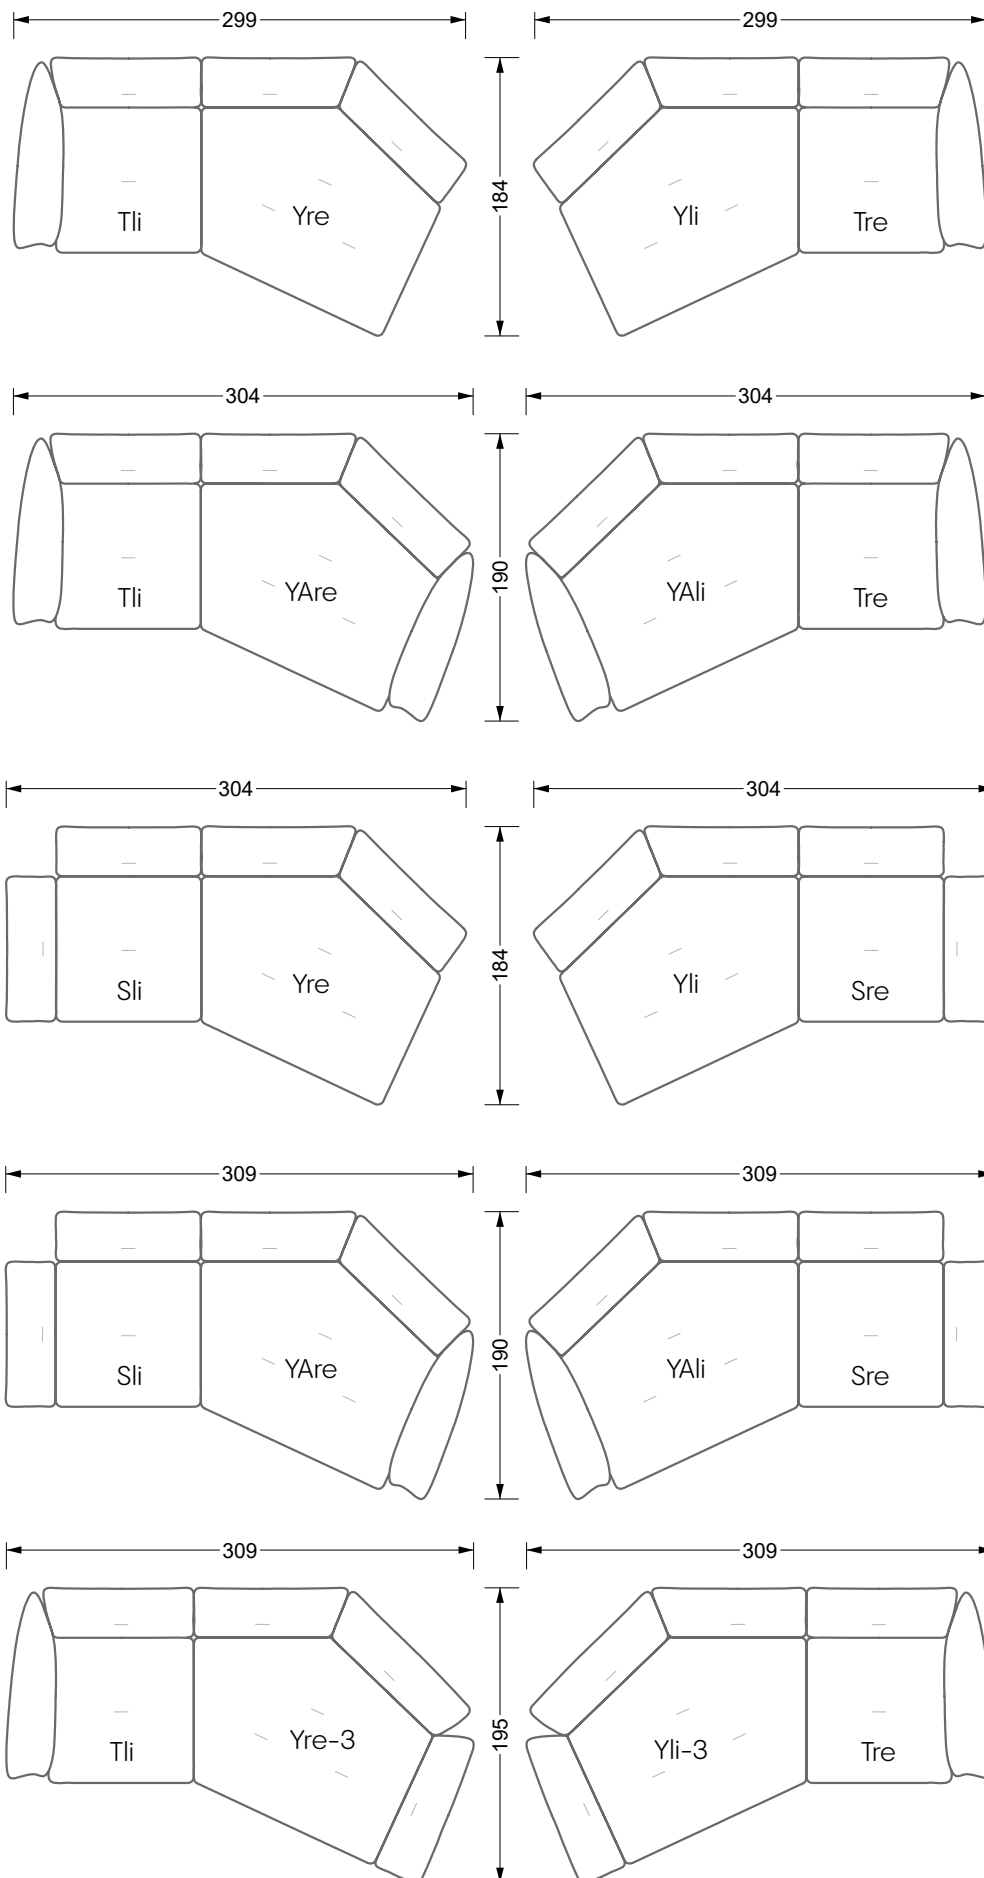 299 299
184
Tli Yre Yli Tre
304 304
190
Tli YAre YAli Tre
304 304
184
Sli Yre Yli Sre
309 309
190
Sli YAre YAli Sre
309 309
195
Tli Yre-3 Yli-3 Tre